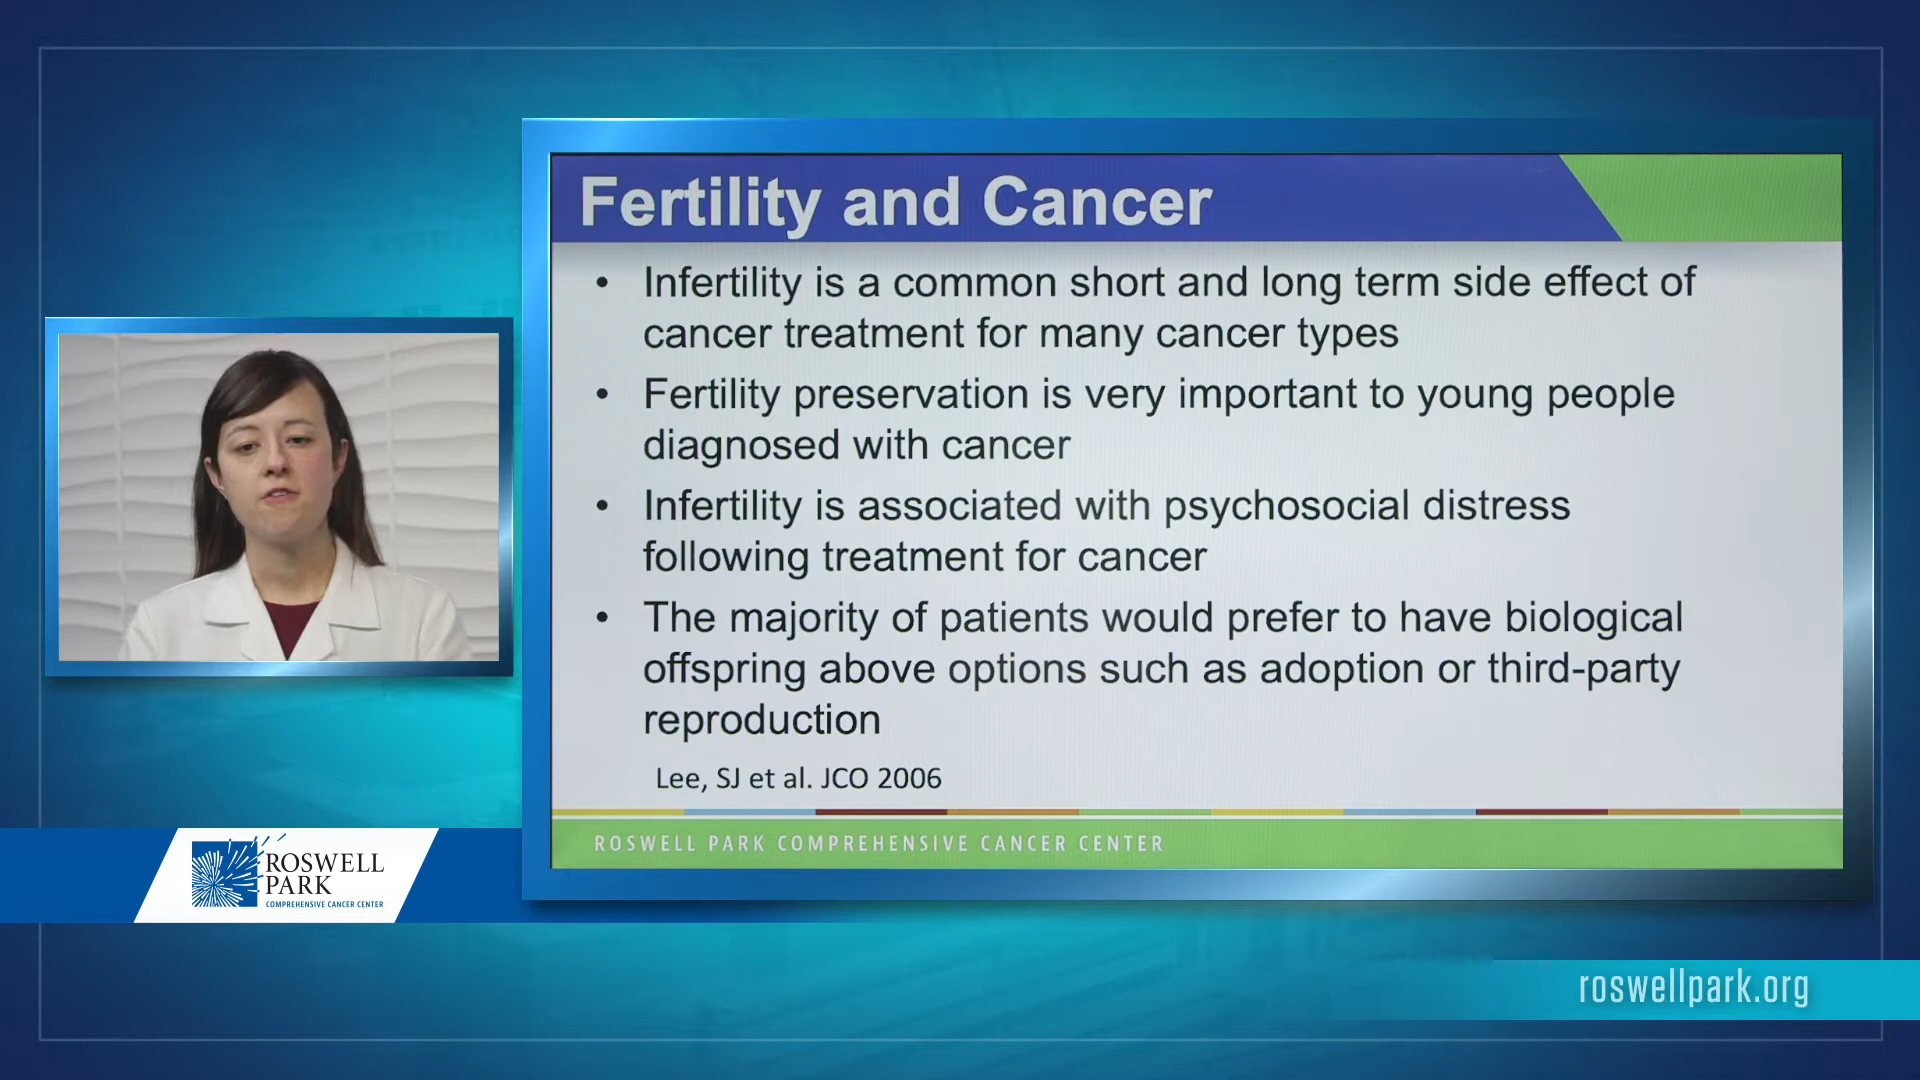 Fertility and Cancer
• Infertility is a common short and long term side effect of
cancer treatment for many cancer types
• Fertility preservation is very important to young people
diagnosed with cancer
• Infertility is associated with psychosocial distress
following treatment for cancer
• The majority of patients would prefer to have biological
offspring above options such as adoption or third-party
reproduction
Lee, SJ et al. JCO 2006
ROSWELL PARK COMPREHENSIVE CANCER CENTER
ROSWELL
PARK
COMPREHENSIVE CANCER CENTER
roswellpark.org